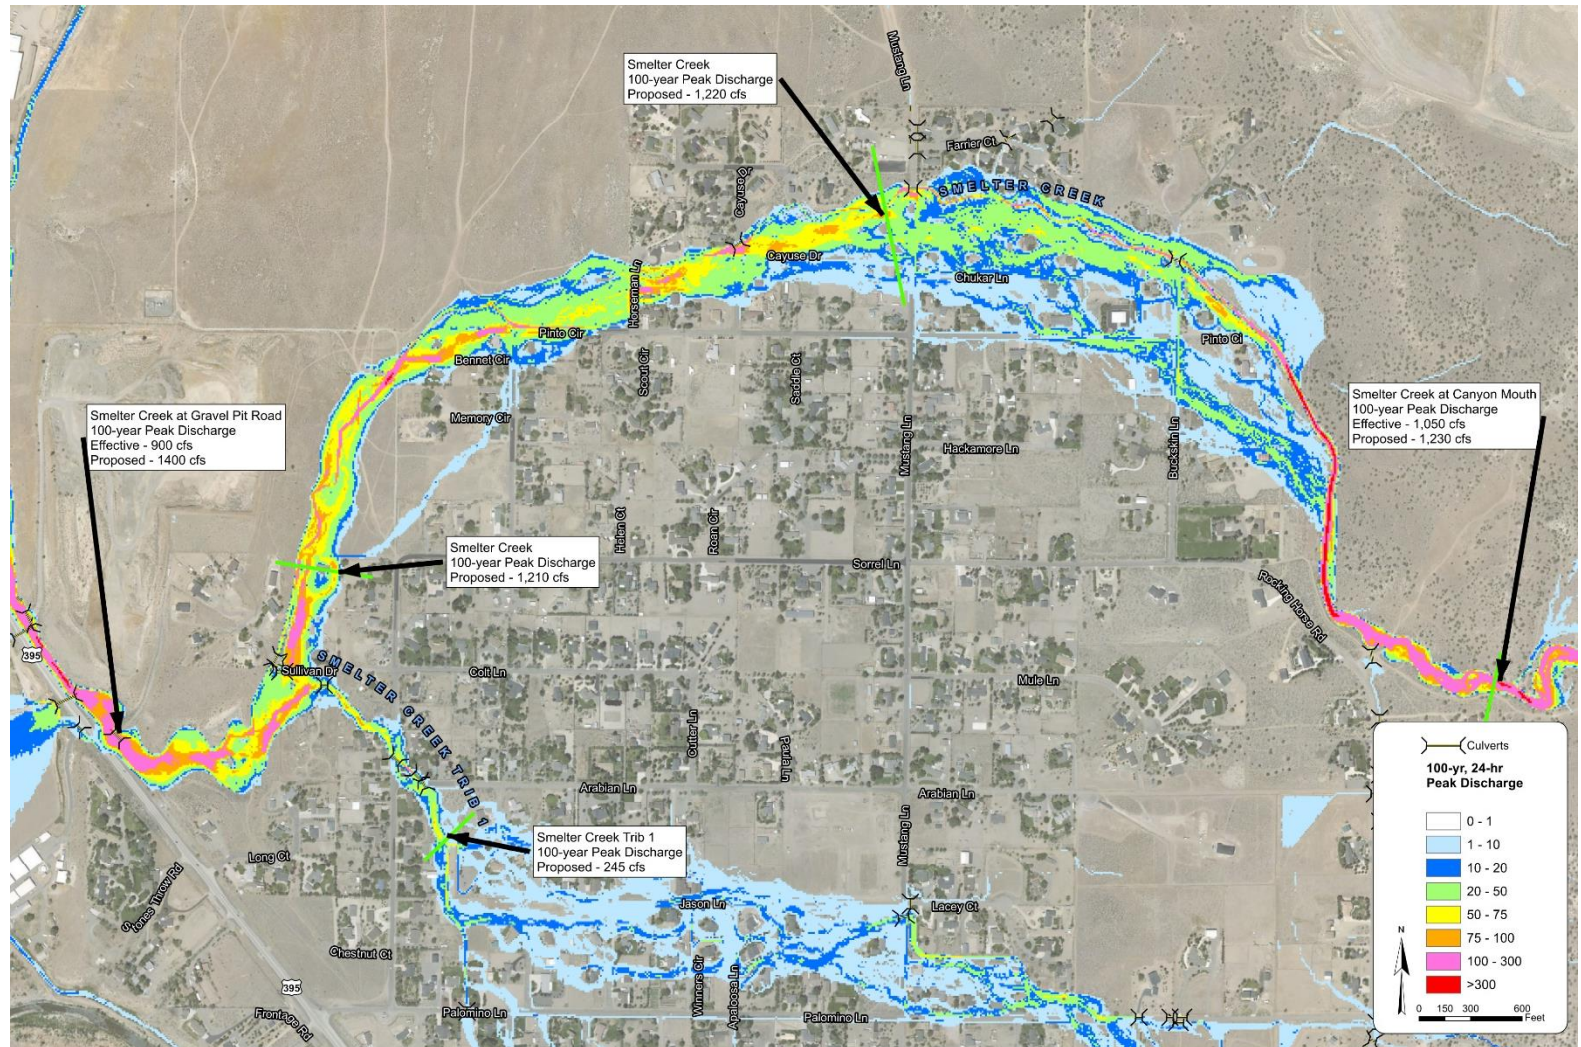 Mustang Ln
Smelter Creek
100-year Peak Discharge
Proposed - 1,220 cfs
Farrier Ct
Cayuse Dr
SMELTER CREEK
Cayuse Dr
Horseman Ln
Chukar Ln
Pinto Cir
Pinto Ci
Bennet Cir
Scout Cir
Saddle Ct
Smelter Creek at Canyon Mouth
100-year Peak Discharge
Effective - 1,050 cfs
Proposed - 1,230 cfs
Smelter Creek at Gravel Pit Road
100-year Peak Discharge
Effective - 900 cfs
Proposed - 1400 cfs
Memory Cir
Mustang Ln
Hackamore Ln
Buckskin Ln
Helen Ct
Roan Cir
Smelter Creek
100-year Peak Discharge
Proposed - 1,210 cfs
Sorrel Ln
Rocking Horse Rd
395
Sullivan Dr
SMELTER CREEK TRIB 1
Colt Ln
Mule Ln
Cutter Ln
Paula Ln
Arabian Ln
Arabian Ln
Mustang Ln
Smelter Creek Trib 1
100-year Peak Discharge
Proposed - 245 cfs
Long Ct
Stones Throw Rd
Jason Ln
Lacey Ct
Chestnut Ct
395
Winners Cir
Appaloosa Ln
Palomino Ln
Palomino Ln
Frontage Rd
Culverts
100-yr, 24-hr
Peak Discharge
0 - 1
1 - 10
10 - 20
20 - 50
50 - 75
75 - 100
100 - 300
>300
N
0 150 300 600
Feet